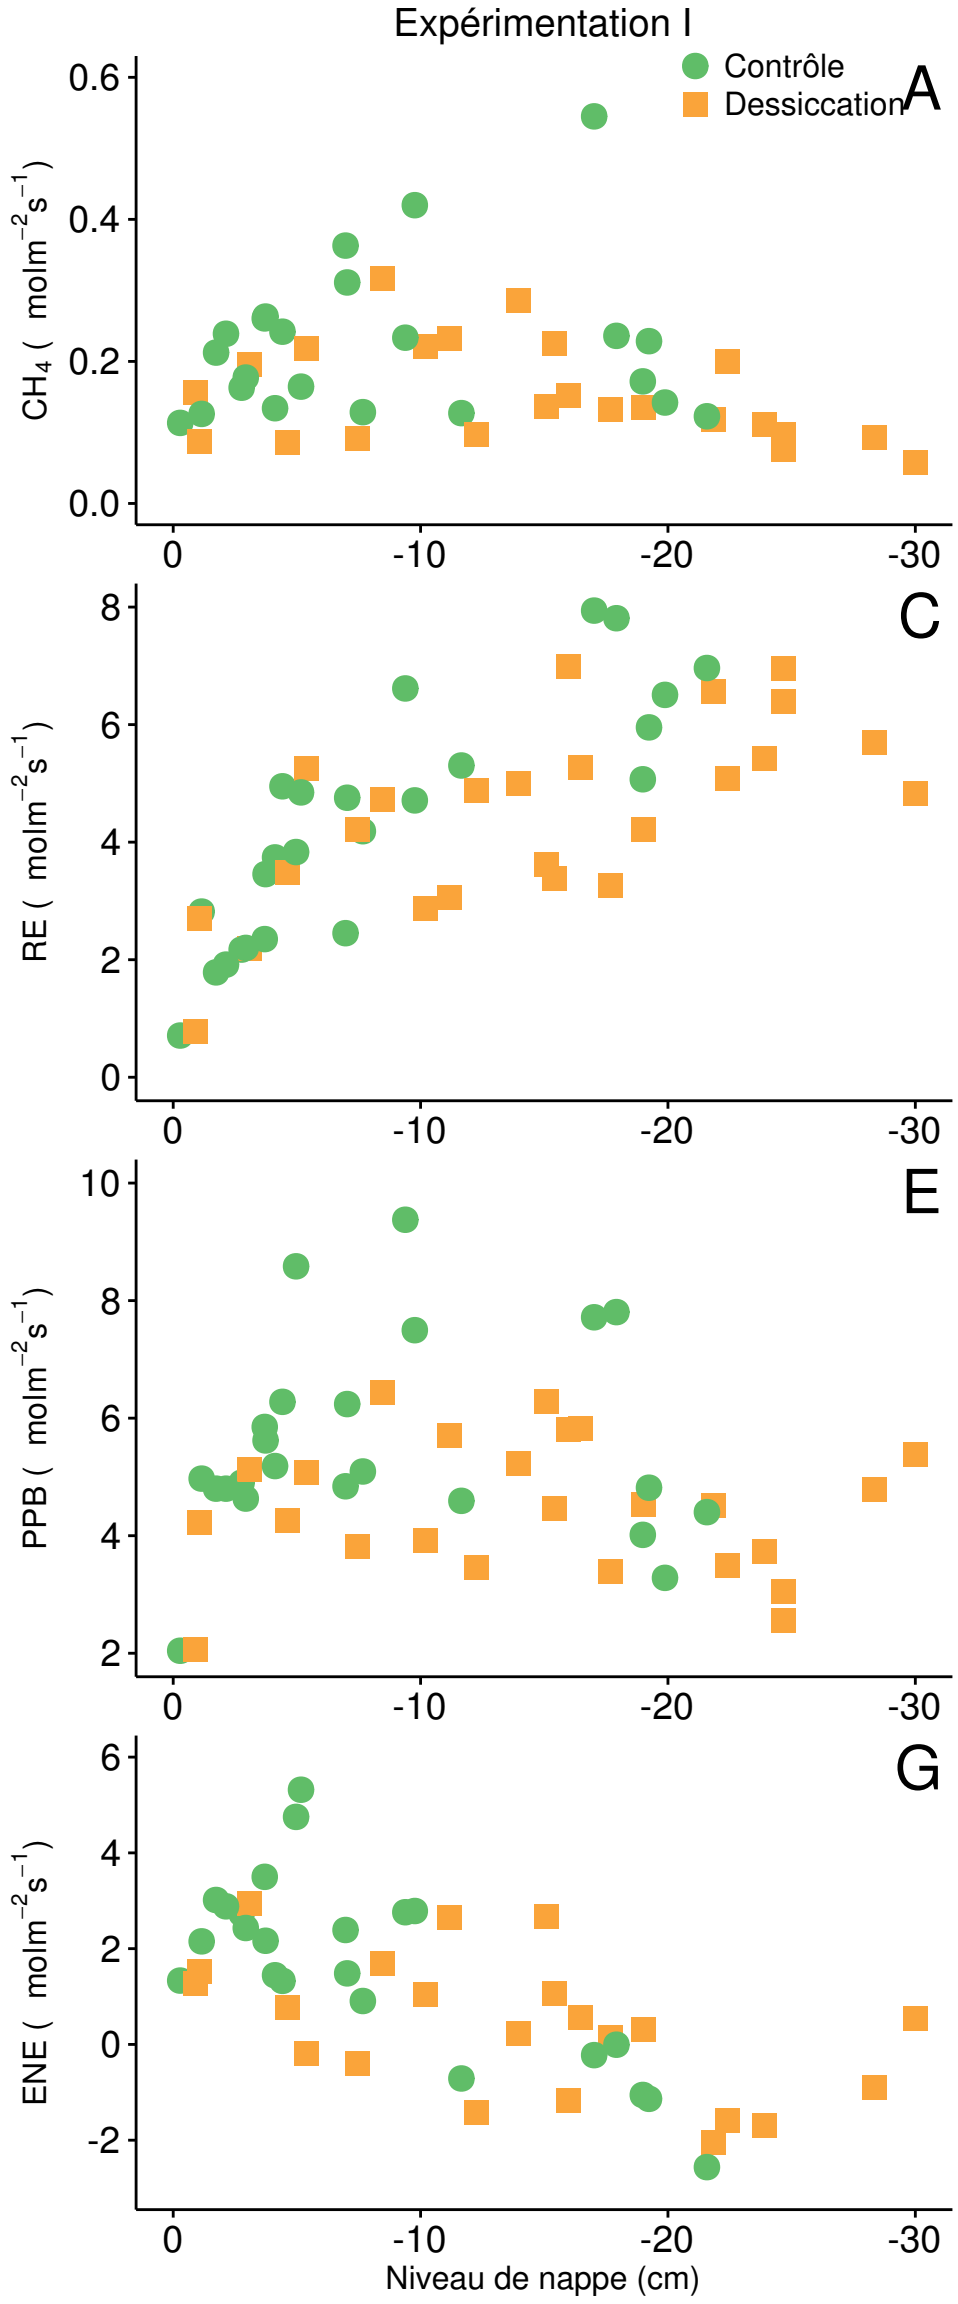 Expérimentation I
Contrôle
Dessiccation
A
0.6
0.4
0.2
0.0
CH₄ ( molm⁻²s⁻¹)
0 -10 -20 -30
C
8
6
4
2
0
RE ( molm⁻²s⁻¹)
0 -10 -20 -30
E
10
8
6
4
2
PPB ( molm⁻²s⁻¹)
0 -10 -20 -30
G
6
4
2
0
-2
ENE ( molm⁻²s⁻¹)
0 -10 -20 -30
Niveau de nappe (cm)